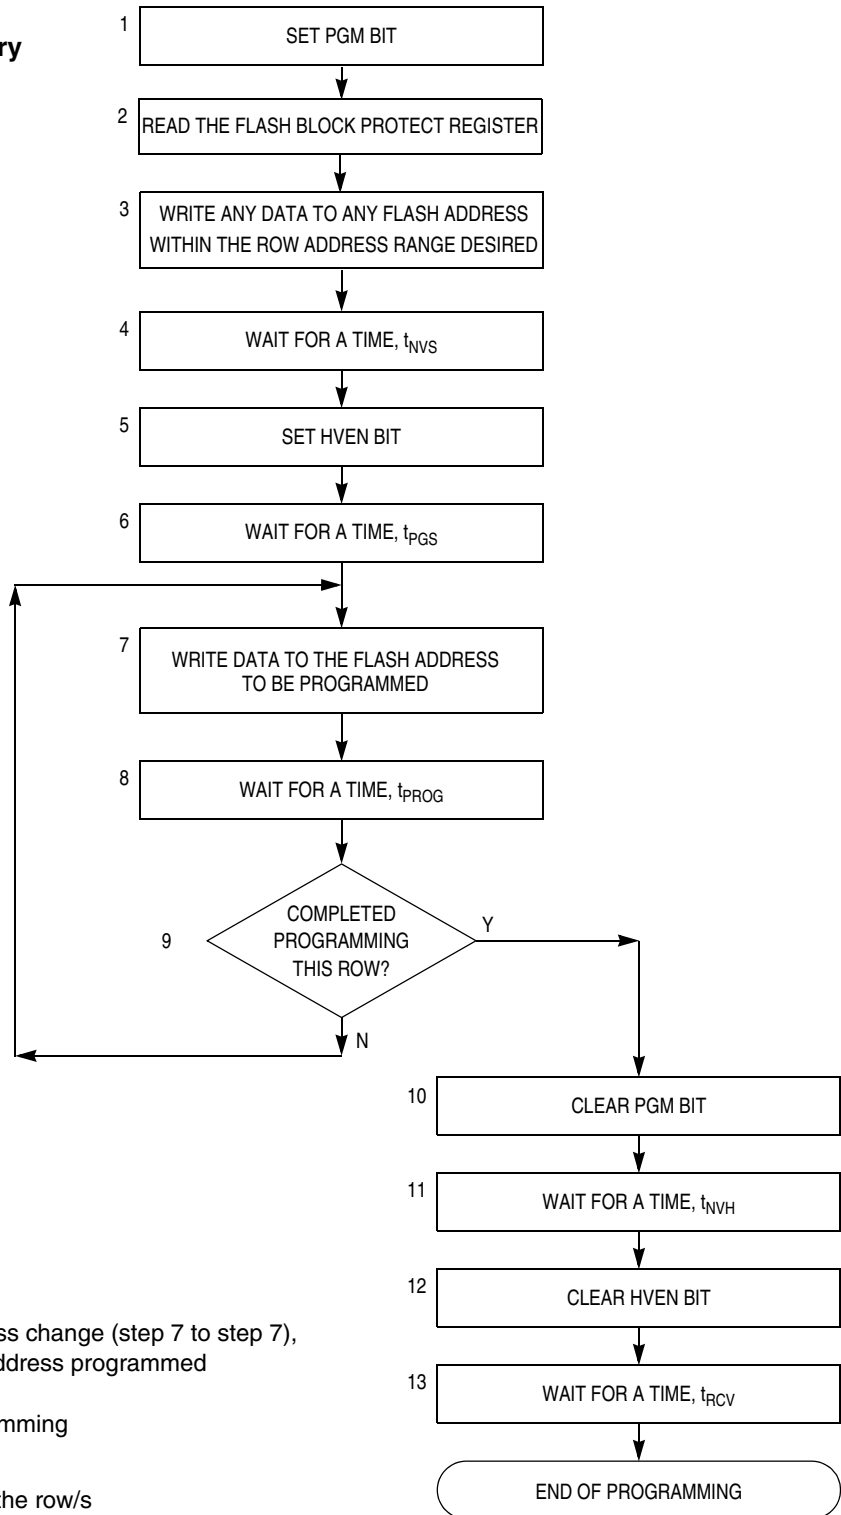 ry
1
SET PGM BIT
2
READ THE FLASH BLOCK PROTECT REGISTER
3
WRITE ANY DATA TO ANY FLASH ADDRESS
WITHIN THE ROW ADDRESS RANGE DESIRED
4
WAIT FOR A TIME, tNVS
5
SET HVEN BIT
6
WAIT FOR A TIME, tPGS
7
WRITE DATA TO THE FLASH ADDRESS
TO BE PROGRAMMED
8
WAIT FOR A TIME, tPROG
9
COMPLETED
PROGRAMMING
THIS ROW?
Y
N
10
CLEAR PGM BIT
11
WAIT FOR A TIME, tNVH
12
CLEAR HVEN BIT
13
WAIT FOR A TIME, tRCV
END OF PROGRAMMING
ss change (step 7 to step 7),
ddress programmed
mming
the row/s